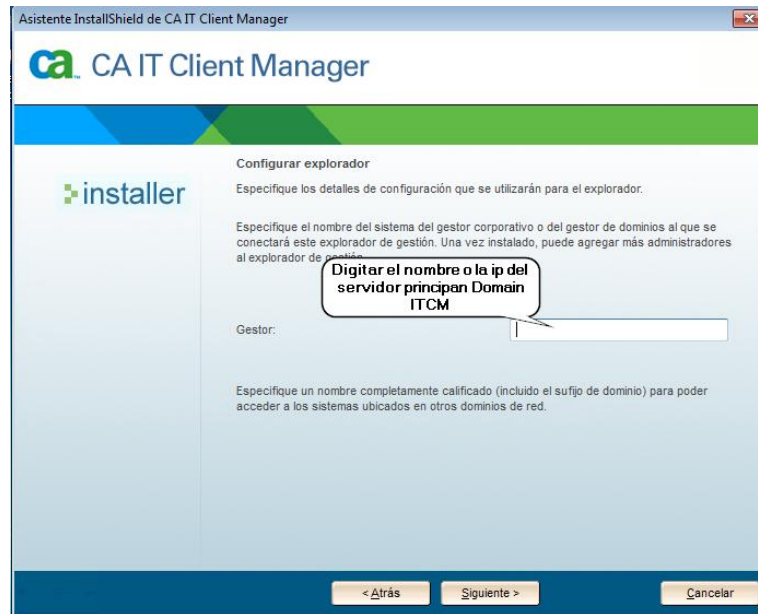 Asistente InstallShield de CA IT Client Manager
ca CA IT Client Manager
installer
Configurar explorador
Especifique los detalles de configuración que se utilizarán para el explorador.
Especifique el nombre del sistema del gestor corporativo o del gestor de dominios al que se
conectará este explorador de gestión. Una vez instalado, puede agregar más administradores
al explorador de gestión.
Digitar el nombre o la ip del
servidor principan Domain
ITCM
Gestor:
Especifique un nombre completamente calificado (incluido el sufijo de dominio) para poder
acceder a los sistemas ubicados en otros dominios de red.
< Atrás
Siguiente >
Cancelar